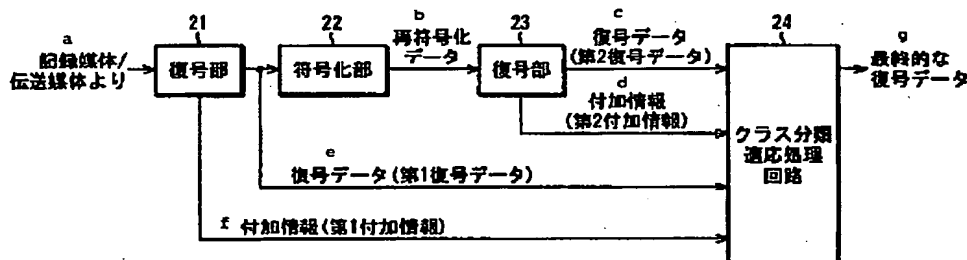 a
記録媒体/
伝送媒体より
21
復号部
22
符号化部
b
再符号化
データ
23
復号部
c
復号データ
(第2復号データ)
d
付加情報
(第2付加情報)
24
クラス分類
適応処理
回路
g
最終的な
復号データ
e
復号データ(第1復号データ)
f 付加情報(第1付加情報)